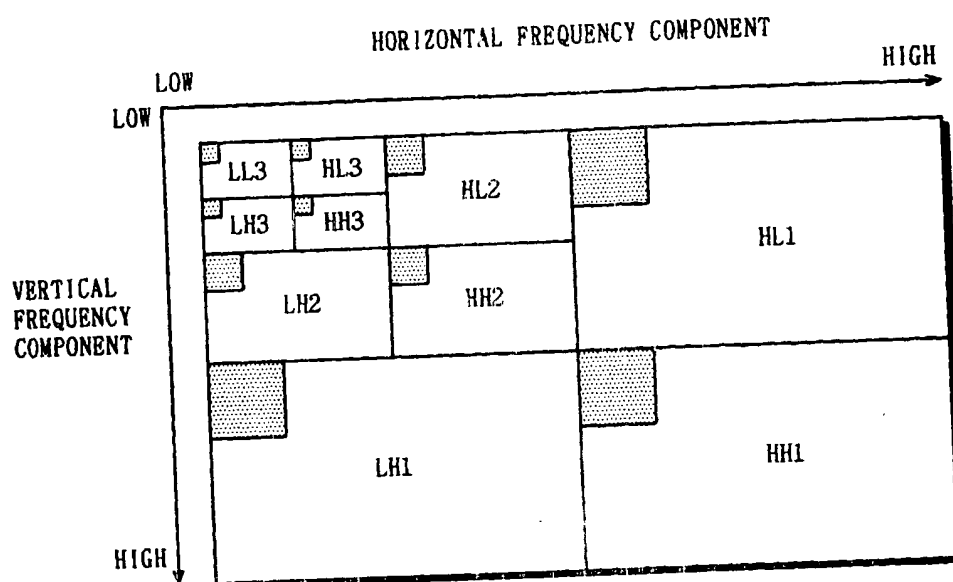 HORIZONTAL FREQUENCY COMPONENT
LOW
HIGH
LOW
LL3
HL3
HL2
HL1
LH3
HH3
VERTICAL
FREQUENCY
COMPONENT
LH2
HH2
LH1
HH1
HIGH